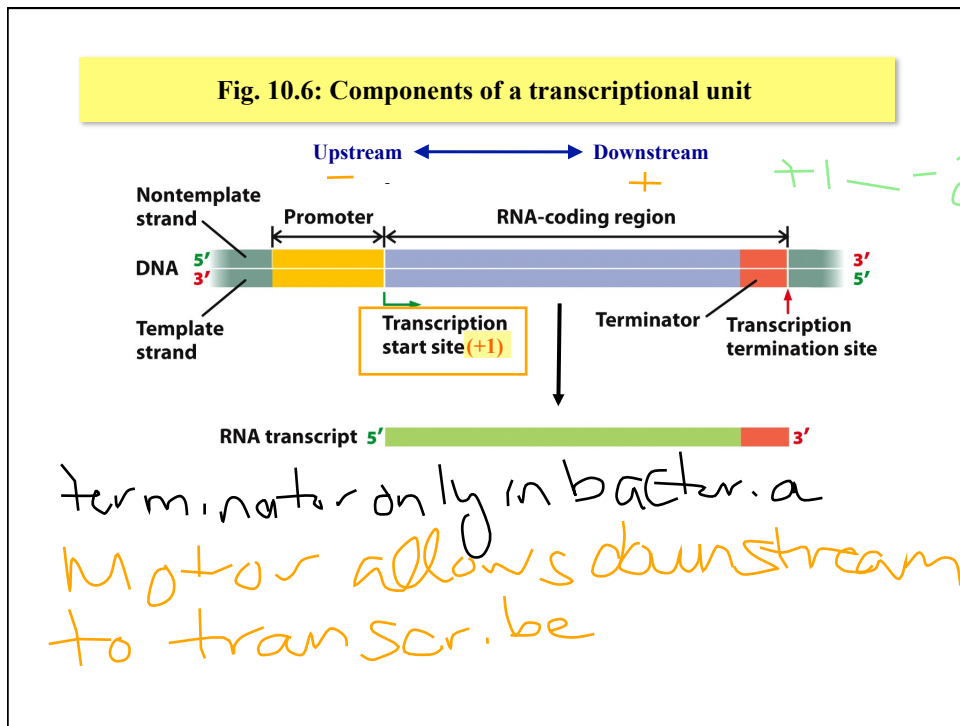 Fig. 10.6: Components of a transcriptional unit
Upstream Downstream
− - +
+1 — -2
Nontemplate
strand
Promoter
RNA-coding region
DNA
5′ 3′
3′ 5′
Template
strand
Transcription
start site (+1)
Terminator
Transcription
termination site
RNA transcript 5′ 3′
terminator only in bacteria
Motor allows downstream
to transcribe